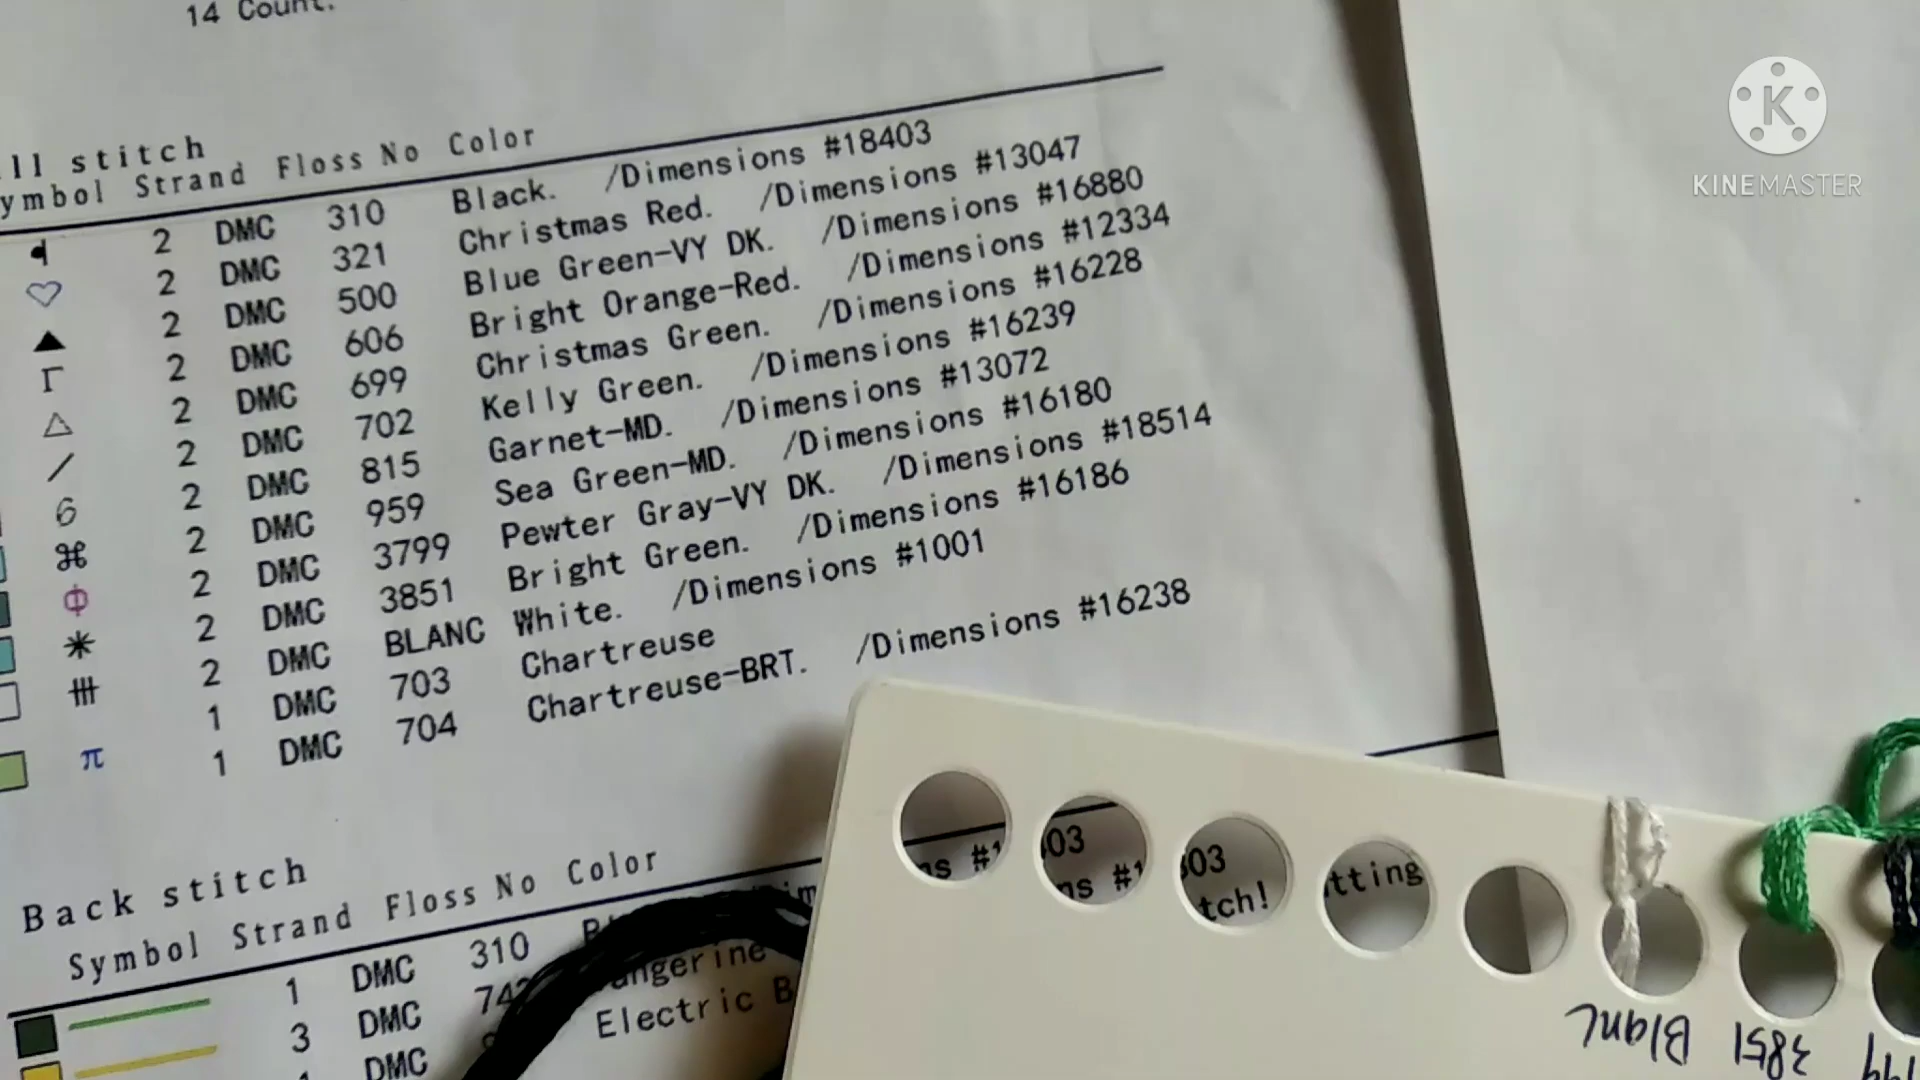 14 Count.
stitch
Symbol Strand Floss No Color
2 DMC 310 Black. /Dimensions #18403
2 DMC 321 Christmas Red. /Dimensions #13047
2 DMC 500 Blue Green-VY DK. /Dimensions #16880
Γ 2 DMC 606 Bright Orange-Red. /Dimensions #12334
2 DMC 699 Christmas Green. /Dimensions #16228
/ 2 DMC 702 Kelly Green. /Dimensions #16239
6 2 DMC 815 Garnet-MD. /Dimensions #13072
⌘ 2 DMC 959 Sea Green-MD. /Dimensions #16180
Φ 2 DMC 3799 Pewter Gray-VY DK. /Dimensions #18514
2 DMC 3851 Bright Green. /Dimensions #16186
2 DMC BLANC White. /Dimensions #1001
1 DMC 703 Chartreuse
π 1 DMC 704 Chartreuse-BRT. /Dimensions #16238
Back stitch
Symbol Strand Floss No Color
1 DMC 310
3 DMC
DMC Electric
03
03
tch!
tting
Blanc
3851
K
KINEMASTER